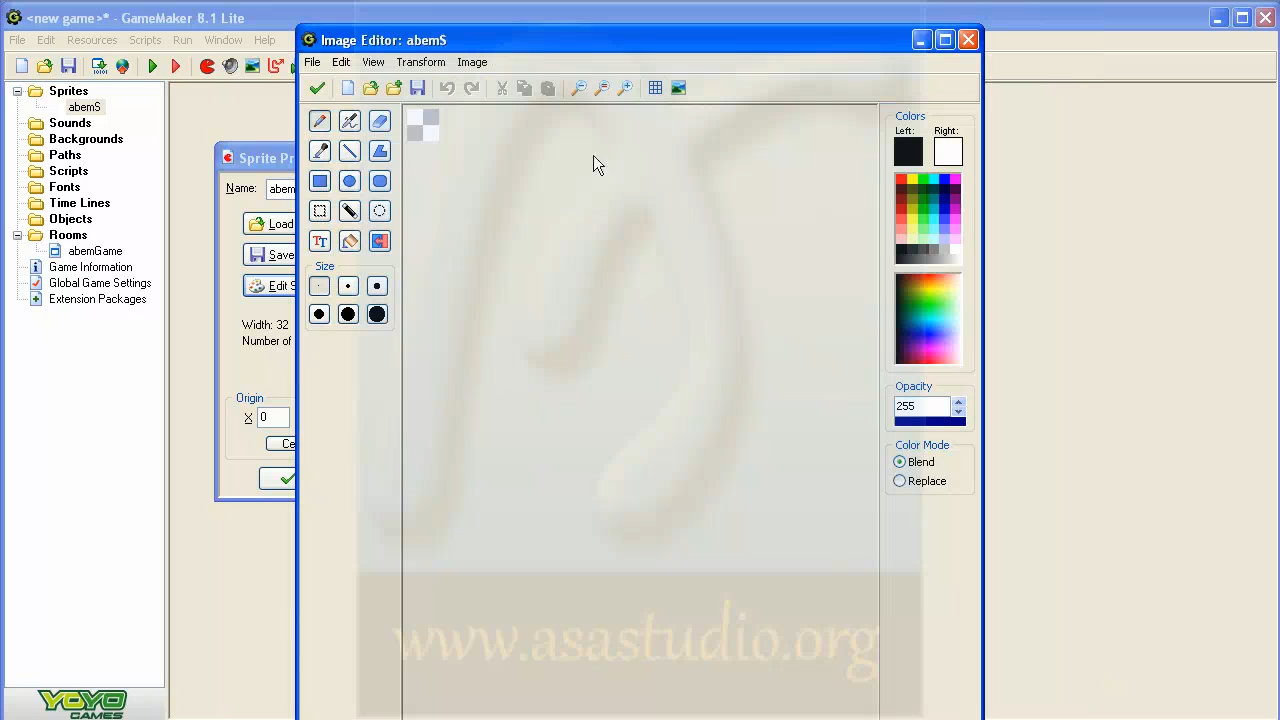 <new game>* - GameMaker 8.1 Lite
File Edit Resources Scripts Run Window Help
Sprites
abemS
Sounds
Backgrounds
Paths
Scripts
Fonts
Time Lines
Objects
Rooms
abemGame
Game Information
Global Game Settings
Extension Packages
YOYO
GAMES
Sprite Pr
Name: abem
Load
Save
Edit S
Width: 32
Number of
Origin
X 0
Ce
Image Editor: abemS
File Edit View Transform Image
TT
Size
Colors
Left: Right:
Opacity
255
Color Mode
Blend
Replace
www.asastudio.org